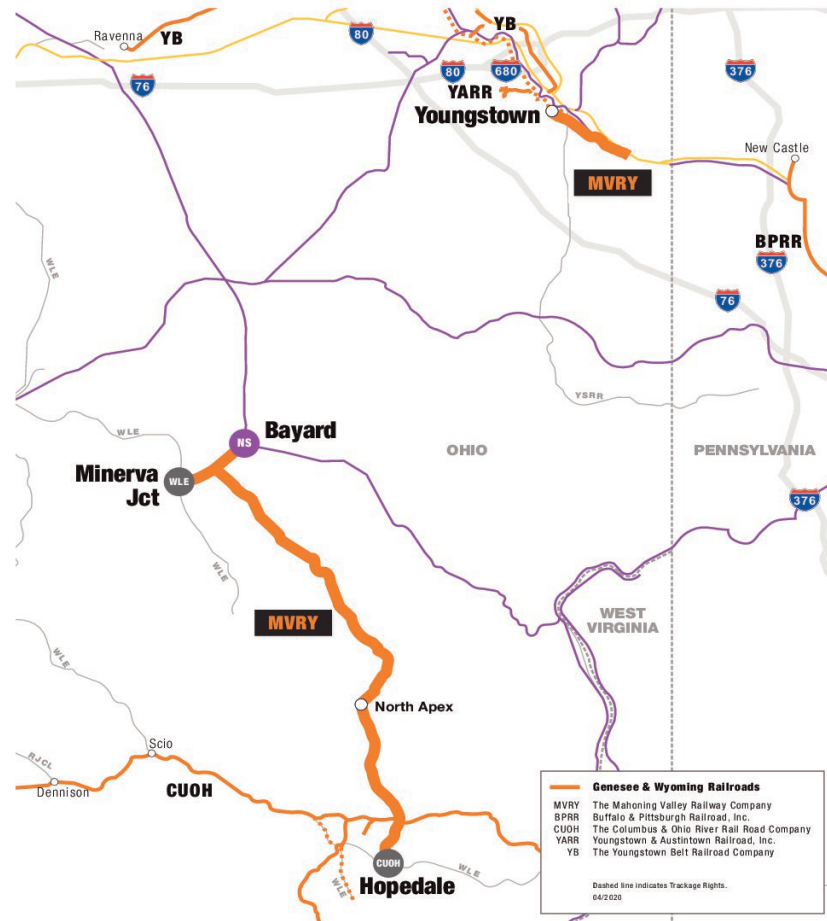 Ravenna
YB
YB
80
76
80
680
376
YARR
Youngstown
New Castle
MVRY
BPRR
376
76
WLE
YSRR
WLE
NS
Bayard
OHIO
PENNSYLVANIA
Minerva
Jct
WLE
376
WLE
WEST
VIRGINIA
MVRY
WLE
North Apex
Scio
RJCL
Dennison
CUOH
CUOH
Hopedale
WLE
WLE
Genesee & Wyoming Railroads
MVRY The Mahoning Valley Railway Company
BPRR Buffalo & Pittsburgh Railroad, Inc.
CUOH The Columbus & Ohio River Rail Road Company
YARR Youngstown & Austintown Railroad, Inc.
YB The Youngstown Belt Railroad Company
Dashed line indicates Trackage Rights.
04/2020